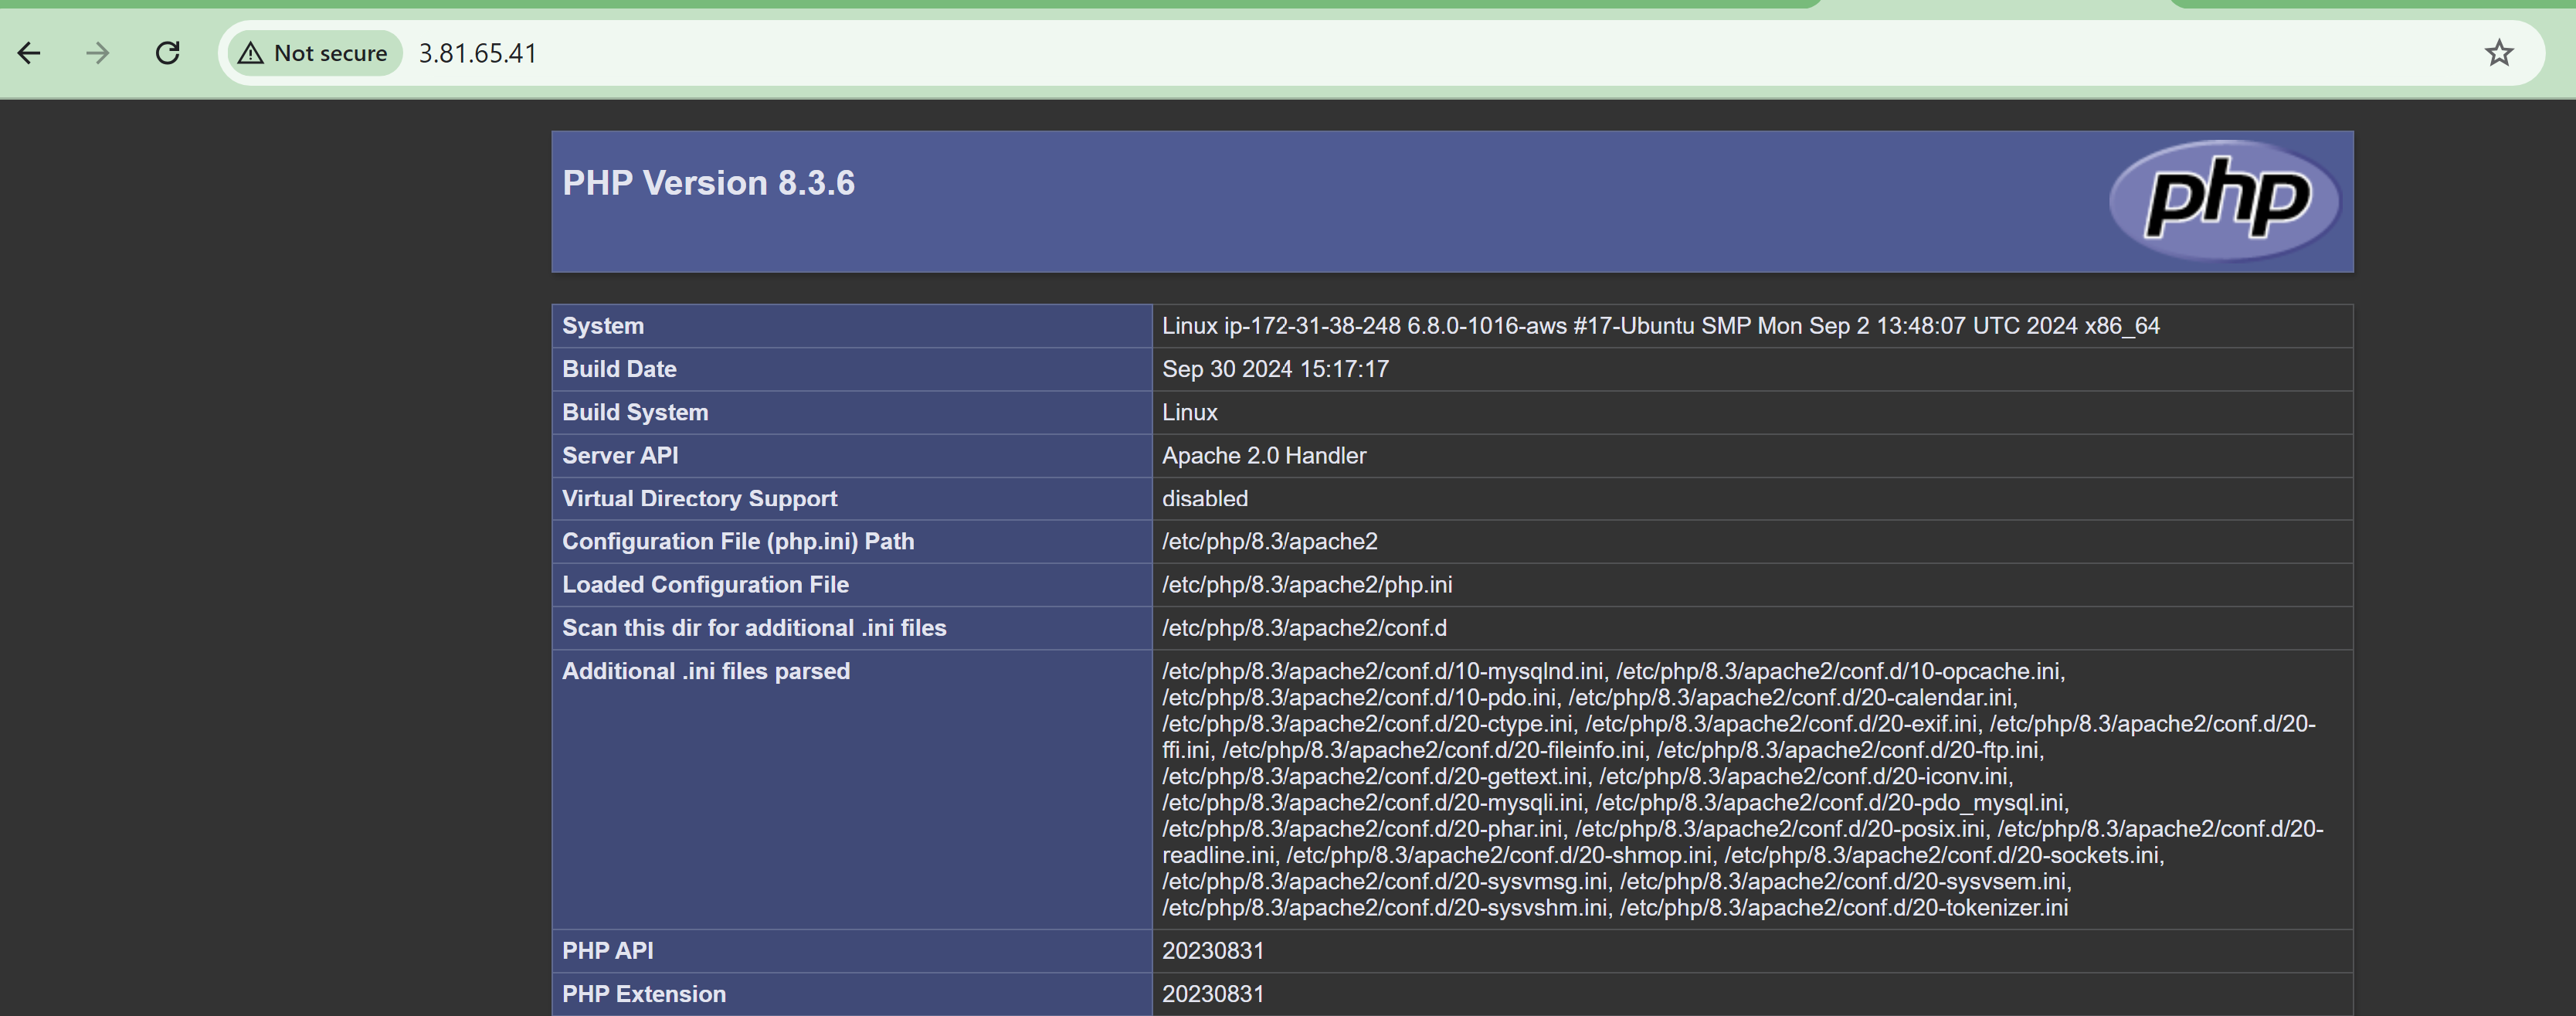 Not secure 3.81.65.41
PHP Version 8.3.6
php
System Linux ip-172-31-38-248 6.8.0-1016-aws #17-Ubuntu SMP Mon Sep 2 13:48:07 UTC 2024 x86_64
Build Date Sep 30 2024 15:17:17
Build System Linux
Server API Apache 2.0 Handler
Virtual Directory Support disabled
Configuration File (php.ini) Path /etc/php/8.3/apache2
Loaded Configuration File /etc/php/8.3/apache2/php.ini
Scan this dir for additional .ini files /etc/php/8.3/apache2/conf.d
Additional .ini files parsed /etc/php/8.3/apache2/conf.d/10-mysqlnd.ini, /etc/php/8.3/apache2/conf.d/10-opcache.ini,
/etc/php/8.3/apache2/conf.d/10-pdo.ini, /etc/php/8.3/apache2/conf.d/20-calendar.ini,
/etc/php/8.3/apache2/conf.d/20-ctype.ini, /etc/php/8.3/apache2/conf.d/20-exif.ini, /etc/php/8.3/apache2/conf.d/20-
ffi.ini, /etc/php/8.3/apache2/conf.d/20-fileinfo.ini, /etc/php/8.3/apache2/conf.d/20-ftp.ini,
/etc/php/8.3/apache2/conf.d/20-gettext.ini, /etc/php/8.3/apache2/conf.d/20-iconv.ini,
/etc/php/8.3/apache2/conf.d/20-mysqli.ini, /etc/php/8.3/apache2/conf.d/20-pdo_mysql.ini,
/etc/php/8.3/apache2/conf.d/20-phar.ini, /etc/php/8.3/apache2/conf.d/20-posix.ini, /etc/php/8.3/apache2/conf.d/20-
readline.ini, /etc/php/8.3/apache2/conf.d/20-shmop.ini, /etc/php/8.3/apache2/conf.d/20-sockets.ini,
/etc/php/8.3/apache2/conf.d/20-sysvmsg.ini, /etc/php/8.3/apache2/conf.d/20-sysvsem.ini,
/etc/php/8.3/apache2/conf.d/20-sysvshm.ini, /etc/php/8.3/apache2/conf.d/20-tokenizer.ini
PHP API 20230831
PHP Extension 20230831